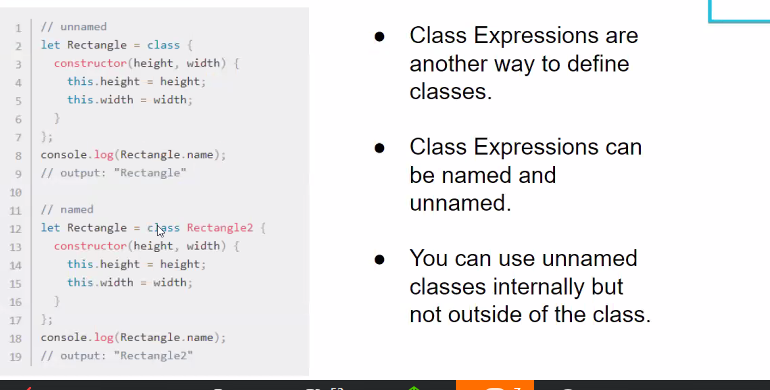 1 // unnamed
2 let Rectangle = class {
3 constructor(height, width) {
4 this.height = height;
5 this.width = width;
6 }
7 };
8 console.log(Rectangle.name);
9 // output: "Rectangle"
10
11 // named
12 let Rectangle = class Rectangle2 {
13 constructor(height, width) {
14 this.height = height;
15 this.width = width;
16 }
17 };
18 console.log(Rectangle.name);
19 // output: "Rectangle2"
● Class Expressions are
another way to define
classes.
● Class Expressions can
be named and
unnamed.
● You can use unnamed
classes internally but
not outside of the class.